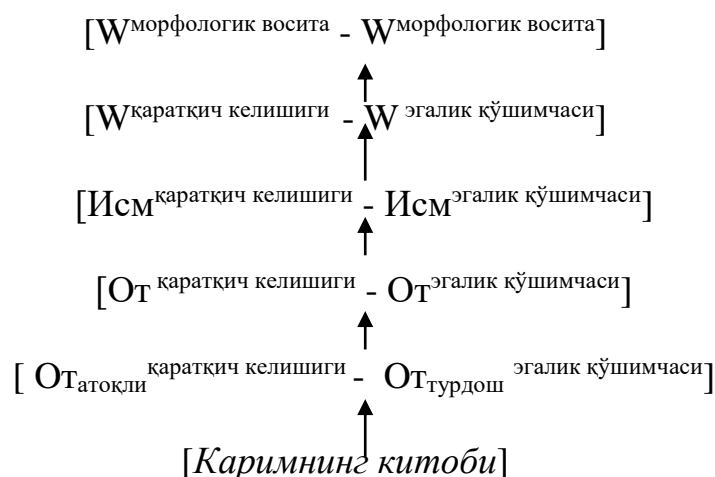 [Wморфологик восита - Wморфологик восита]
[Wқаратқич келишиги - W эгалик қўшимчаси]
[Исмқаратқич келишиги - Исмэгалик қўшимчаси]
[От қаратқич келишиги - Отэгалик қўшимчаси]
[ Отатоқли қаратқич келишиги - Оттурдош эгалик қўшимчаси]
[Каримнинг китоби]